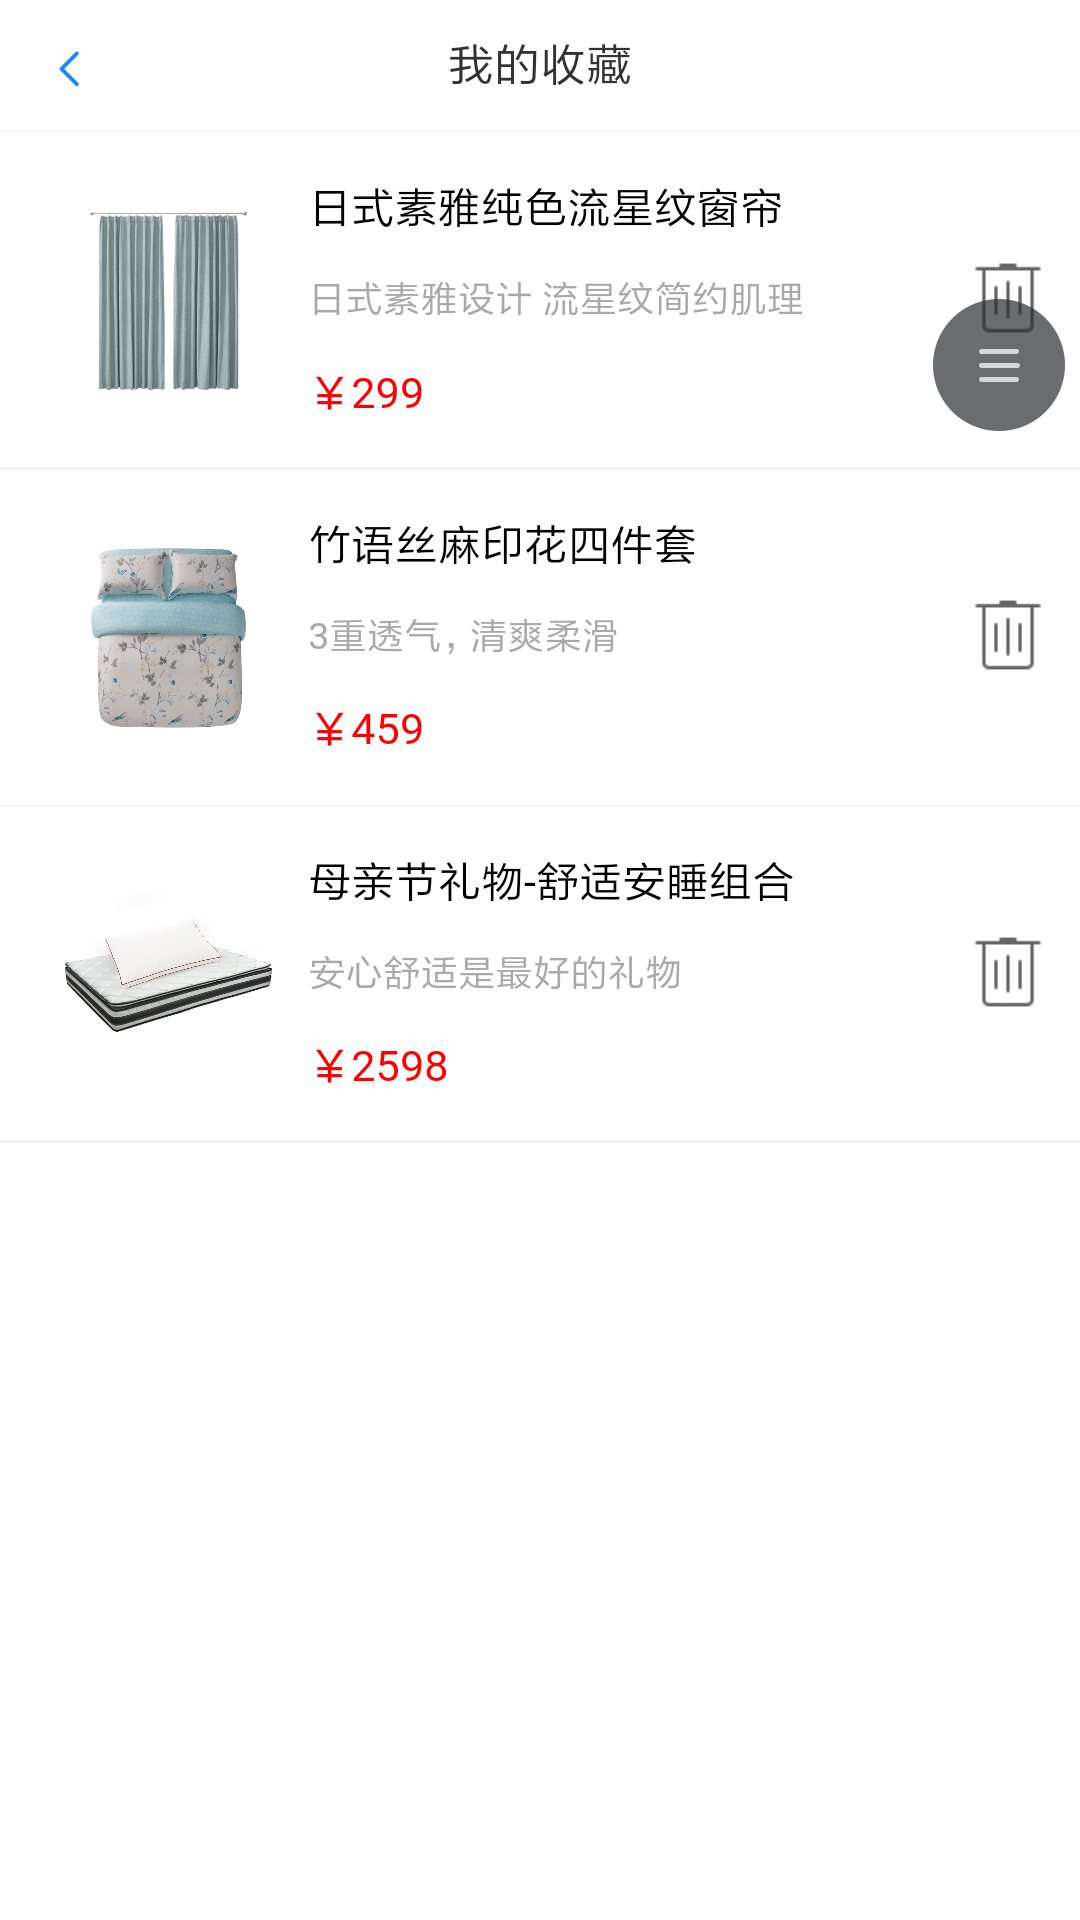 我的收藏
日式素雅纯色流星纹窗帘
日式素雅设计 流星纹简约肌理
￥299
竹语丝麻印花四件套
3重透气，清爽柔滑
￥459
母亲节礼物-舒适安睡组合
安心舒适是最好的礼物
￥2598